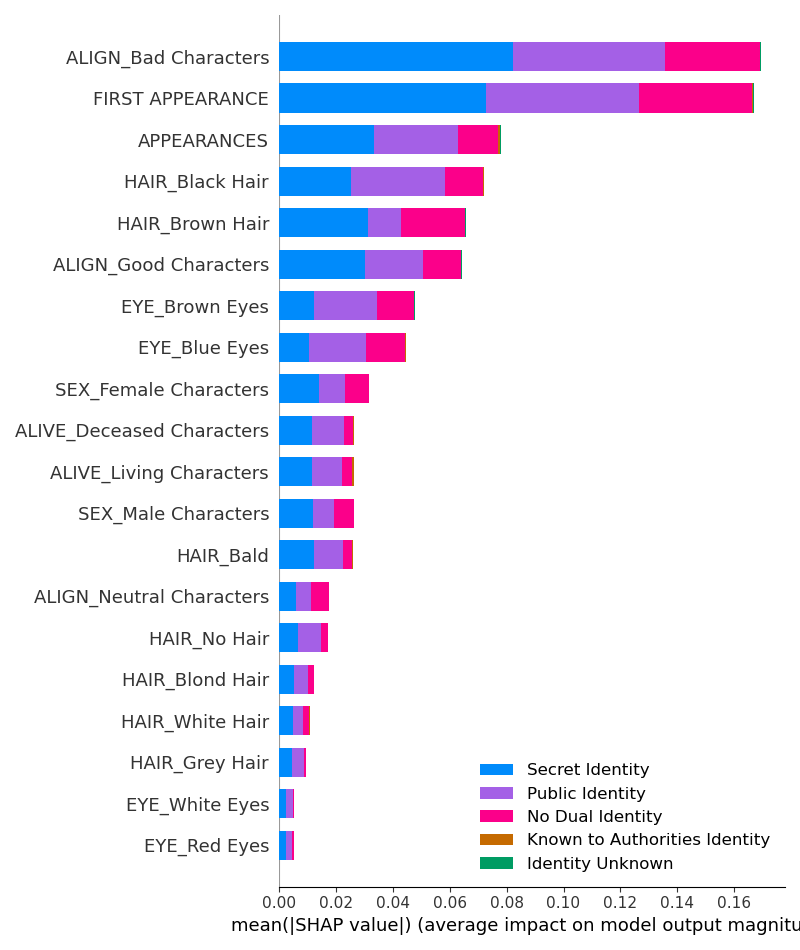 ALIGN_Bad Characters
FIRST APPEARANCE
APPEARANCES
HAIR_Black Hair
HAIR_Brown Hair
ALIGN_Good Characters
EYE_Brown Eyes
EYE_Blue Eyes
SEX_Female Characters
ALIVE_Deceased Characters
ALIVE_Living Characters
SEX_Male Characters
HAIR_Bald
ALIGN_Neutral Characters
HAIR_No Hair
HAIR_Blond Hair
HAIR_White Hair
HAIR_Grey Hair
EYE_White Eyes
EYE_Red Eyes
Secret Identity
Public Identity
No Dual Identity
Known to Authorities Identity
Identity Unknown
0.00 0.02 0.04 0.06 0.08 0.10 0.12 0.14 0.16
mean(|SHAP value|) (average impact on model output magnitu